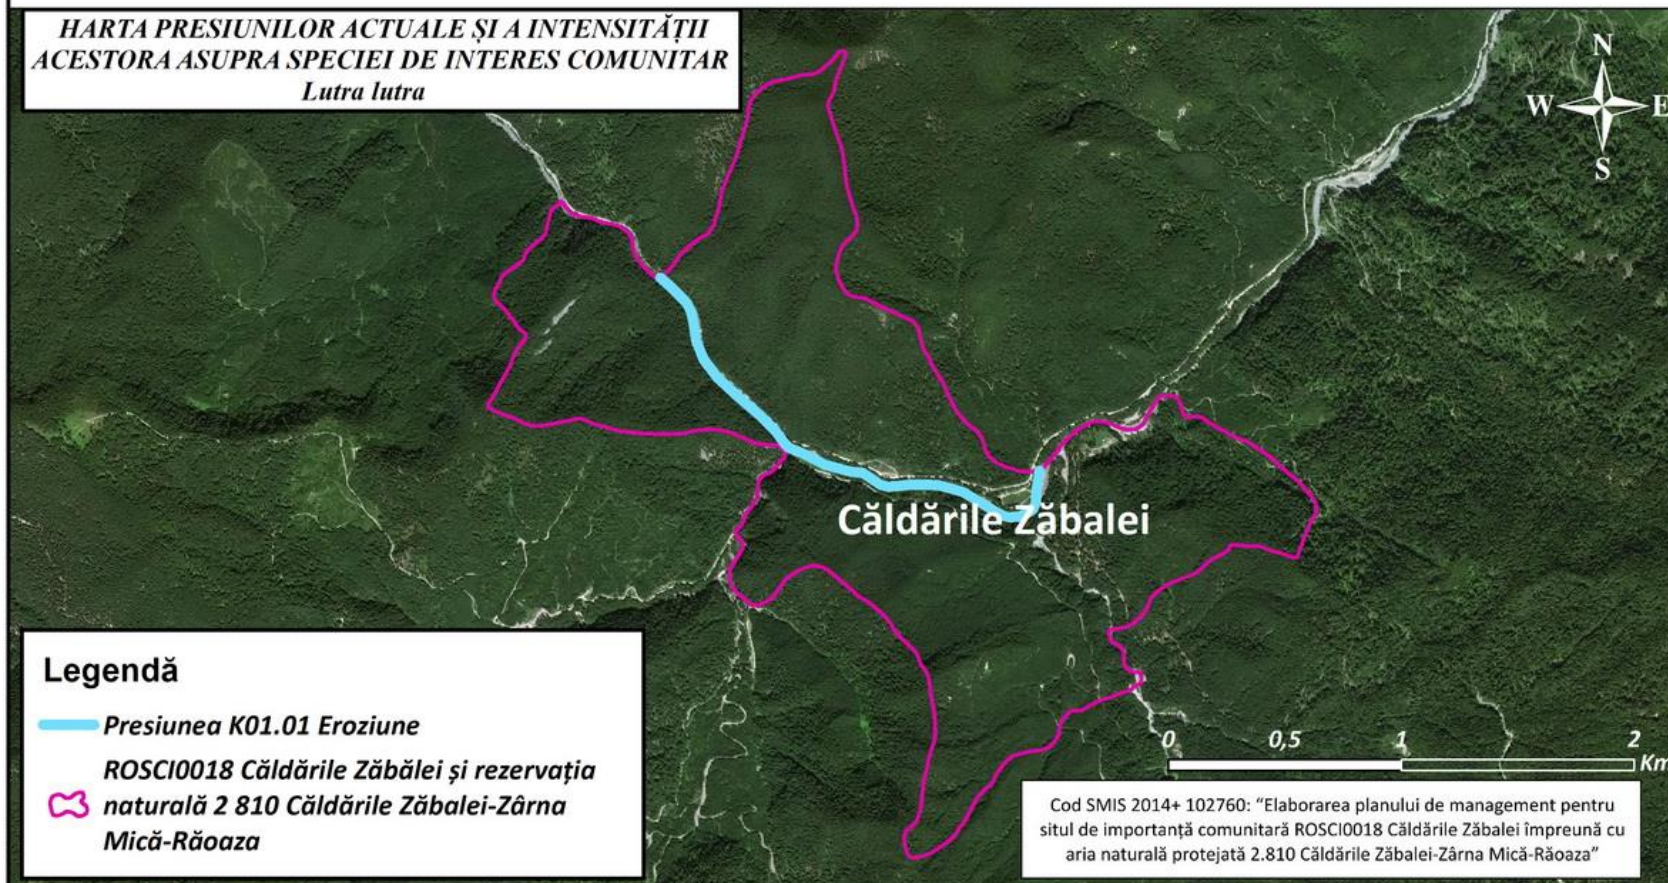 HARTA PRESIUNILOR ACTUALE ȘI A INTENSITĂȚII
ACESTORA ASUPRA SPECIEI DE INTERES COMUNITAR
Lutra lutra
N
W E
S
Căldările Zăbalei
Legendă
Presiunea K01.01 Eroziune
ROSCI0018 Căldările Zăbălei și rezervația
naturală 2 810 Căldările Zăbalei-Zârna
Mică-Răoaza
0 0,5 1 2
Km
Cod SMIS 2014+ 102760: “Elaborarea planului de management pentru
situl de importanță comunitară ROSCI0018 Căldările Zăbalei împreună cu
aria naturală protejată 2.810 Căldările Zăbalei-Zârna Mică-Răoaza”